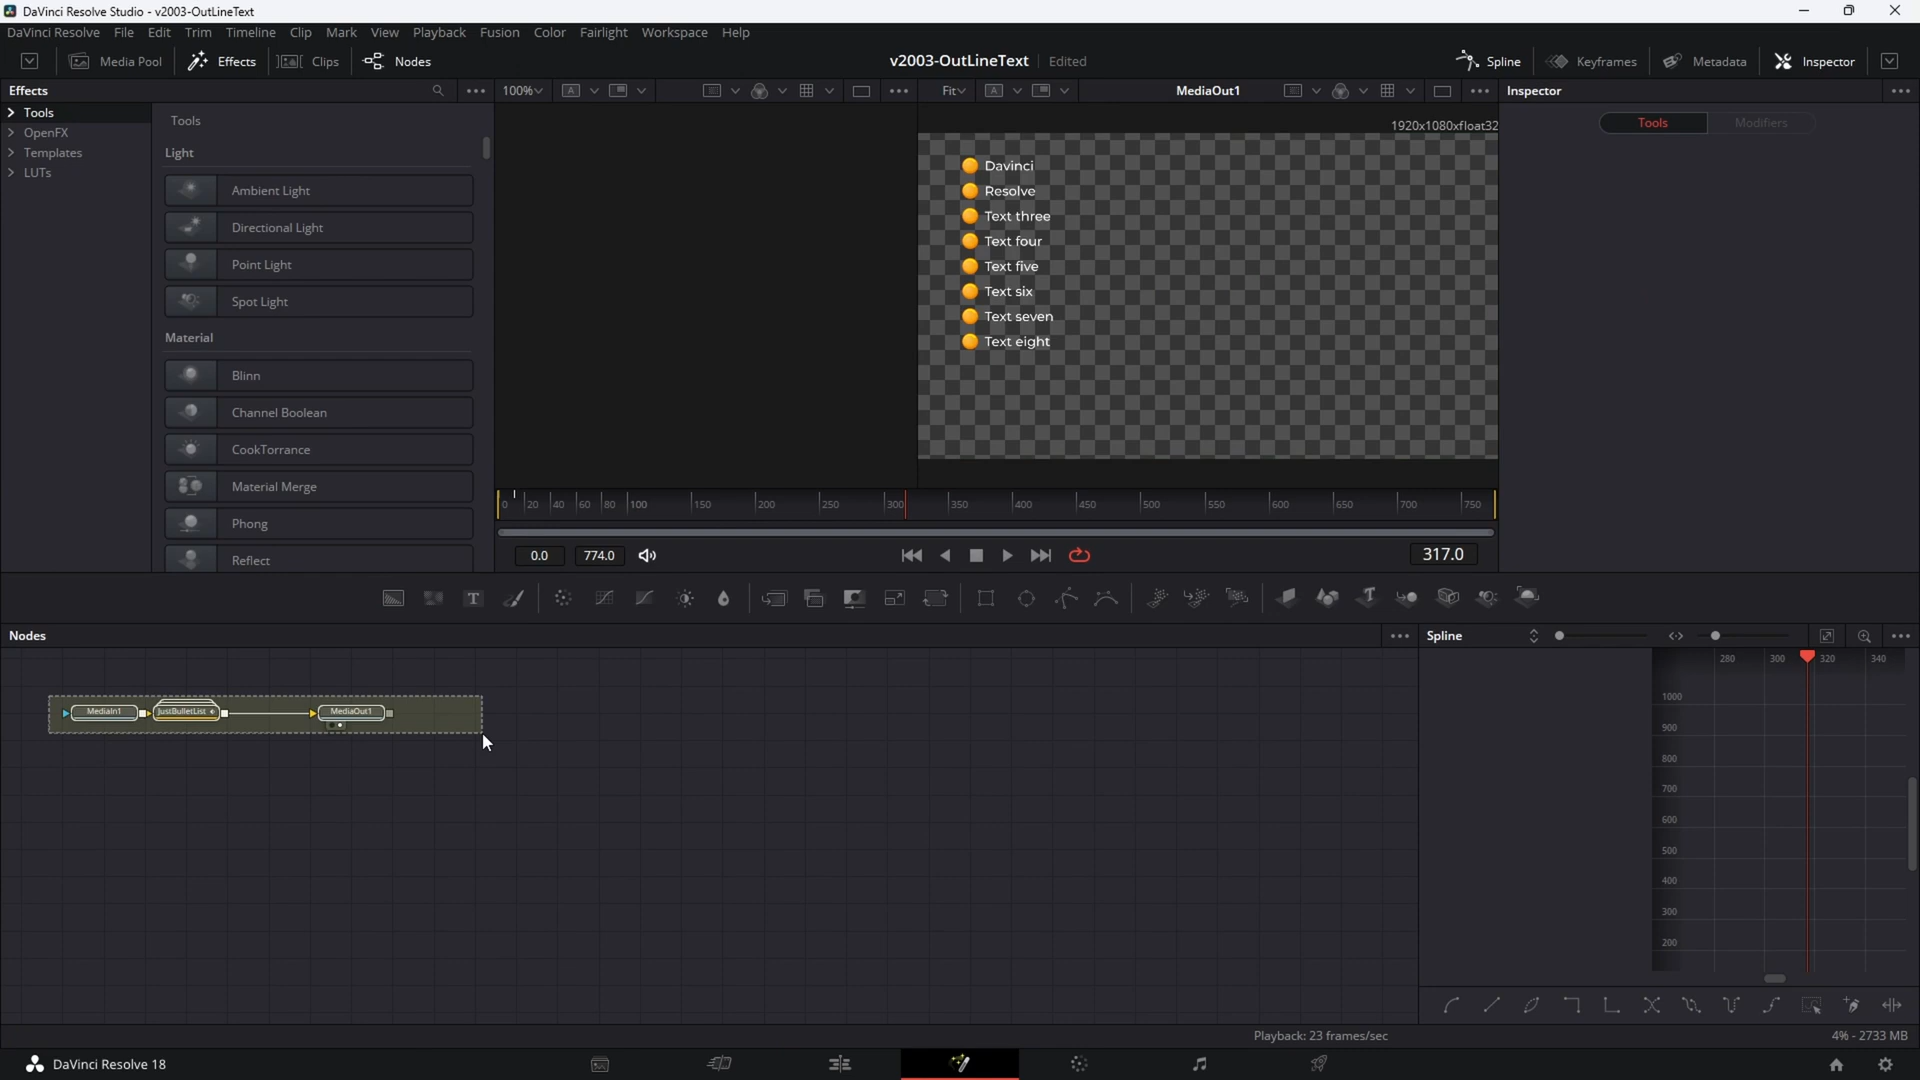 DaVinci Resolve Studio - v2003-OutLineText
DaVinci Resolve File Edit Trim Timeline Clip Mark View Playback Fusion Color Fairlight Workspace Help
Media Pool Effects Clips Nodes v2003-OutLineText Edited Spline Keyframes Metadata Inspector
Effects 100% Fit MediaOut1 Inspector
Tools
OpenFX
Templates
LUTs
Tools
Light
Ambient Light
Directional Light
Point Light
Spot Light
Material
Blinn
Channel Boolean
CookTorrance
Material Merge
Phong
Reflect
1920x1080xfloat32
Davinci
Resolve
Text three
Text four
Text five
Text six
Text seven
Text eight
Tools Modifiers
0 20 40 60 80 100 150 200 250 300 350 400 450 500 550 600 650 700 750
0.0 774.0 317.0
Nodes
MediaIn1 JustBulletList MediaOut1
Spline
280 300 320 340
1000
900
800
700
600
500
400
300
200
Playback: 23 frames/sec 4% - 2733 MB
DaVinci Resolve 18